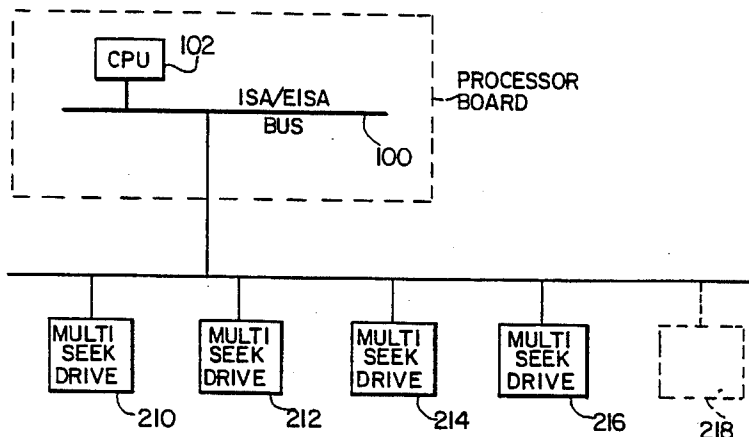 CPU
102
ISA/EISA
BUS
100
PROCESSOR
BOARD
MULTI
SEEK
DRIVE
210
MULTI
SEEK
DRIVE
212
MULTI
SEEK
DRIVE
214
MULTI
SEEK
DRIVE
216
218